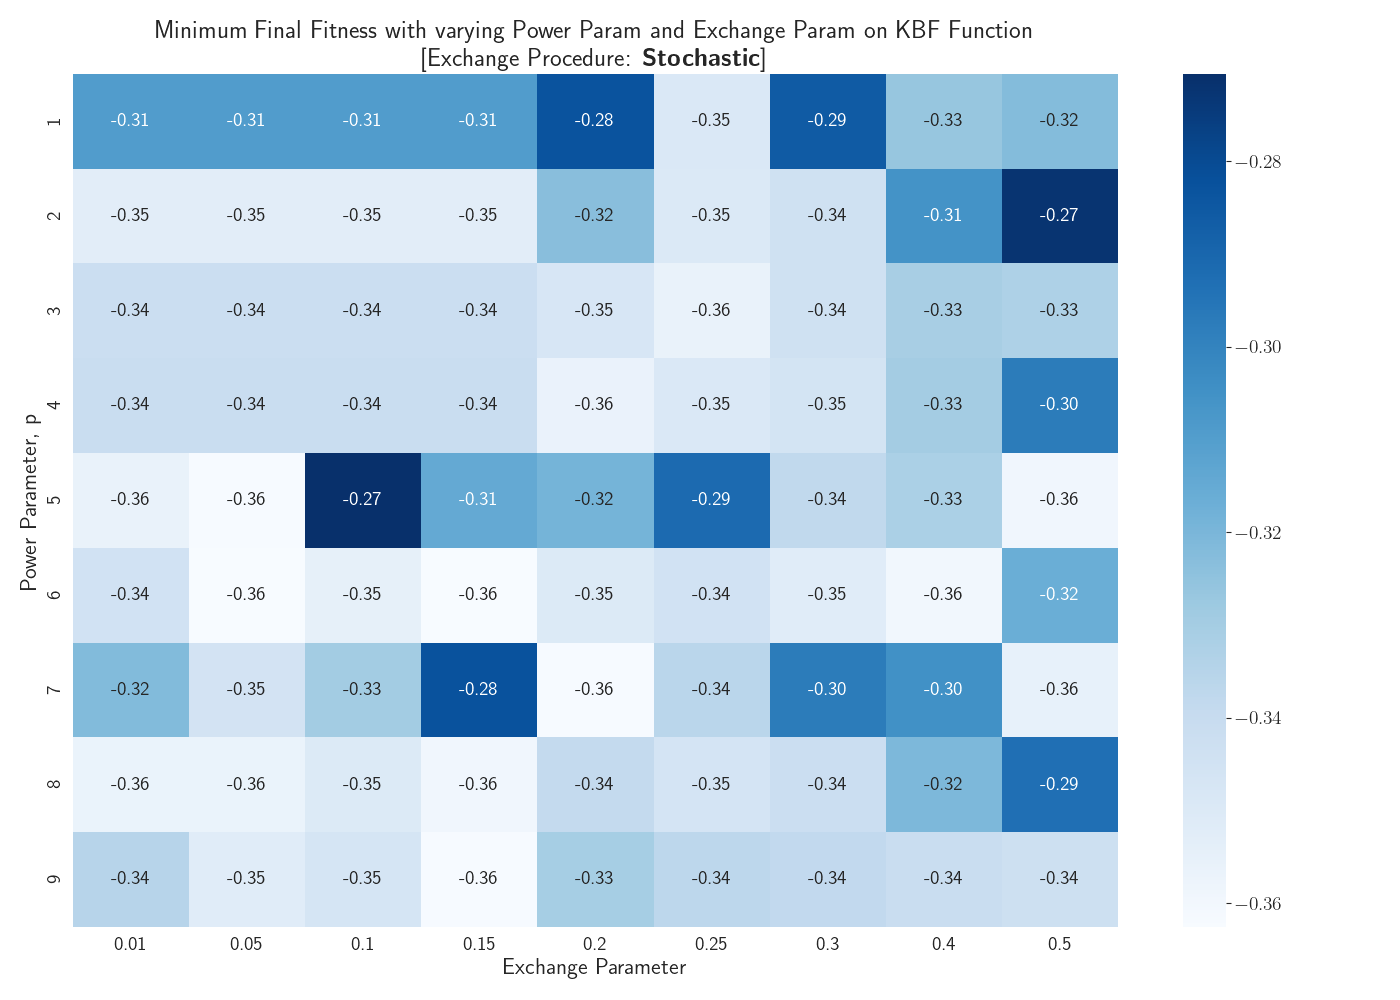 Minimum Final Fitness with varying Power Param and Exchange Param on KBF Function
[Exchange Procedure: Stochastic]
Power Parameter, p
1 -0.31 -0.31 -0.31 -0.31 -0.28 -0.35 -0.29 -0.33 -0.32
2 -0.35 -0.35 -0.35 -0.35 -0.32 -0.35 -0.34 -0.31 -0.27
3 -0.34 -0.34 -0.34 -0.34 -0.35 -0.36 -0.34 -0.33 -0.33
4 -0.34 -0.34 -0.34 -0.34 -0.36 -0.35 -0.35 -0.33 -0.30
5 -0.36 -0.36 -0.27 -0.31 -0.32 -0.29 -0.34 -0.33 -0.36
6 -0.34 -0.36 -0.35 -0.36 -0.35 -0.34 -0.35 -0.36 -0.32
7 -0.32 -0.35 -0.33 -0.28 -0.36 -0.34 -0.30 -0.30 -0.36
8 -0.36 -0.36 -0.35 -0.36 -0.34 -0.35 -0.34 -0.32 -0.29
9 -0.34 -0.35 -0.35 -0.36 -0.33 -0.34 -0.34 -0.34 -0.34
0.01 0.05 0.1 0.15 0.2 0.25 0.3 0.4 0.5
Exchange Parameter
−0.28
−0.30
−0.32
−0.34
−0.36